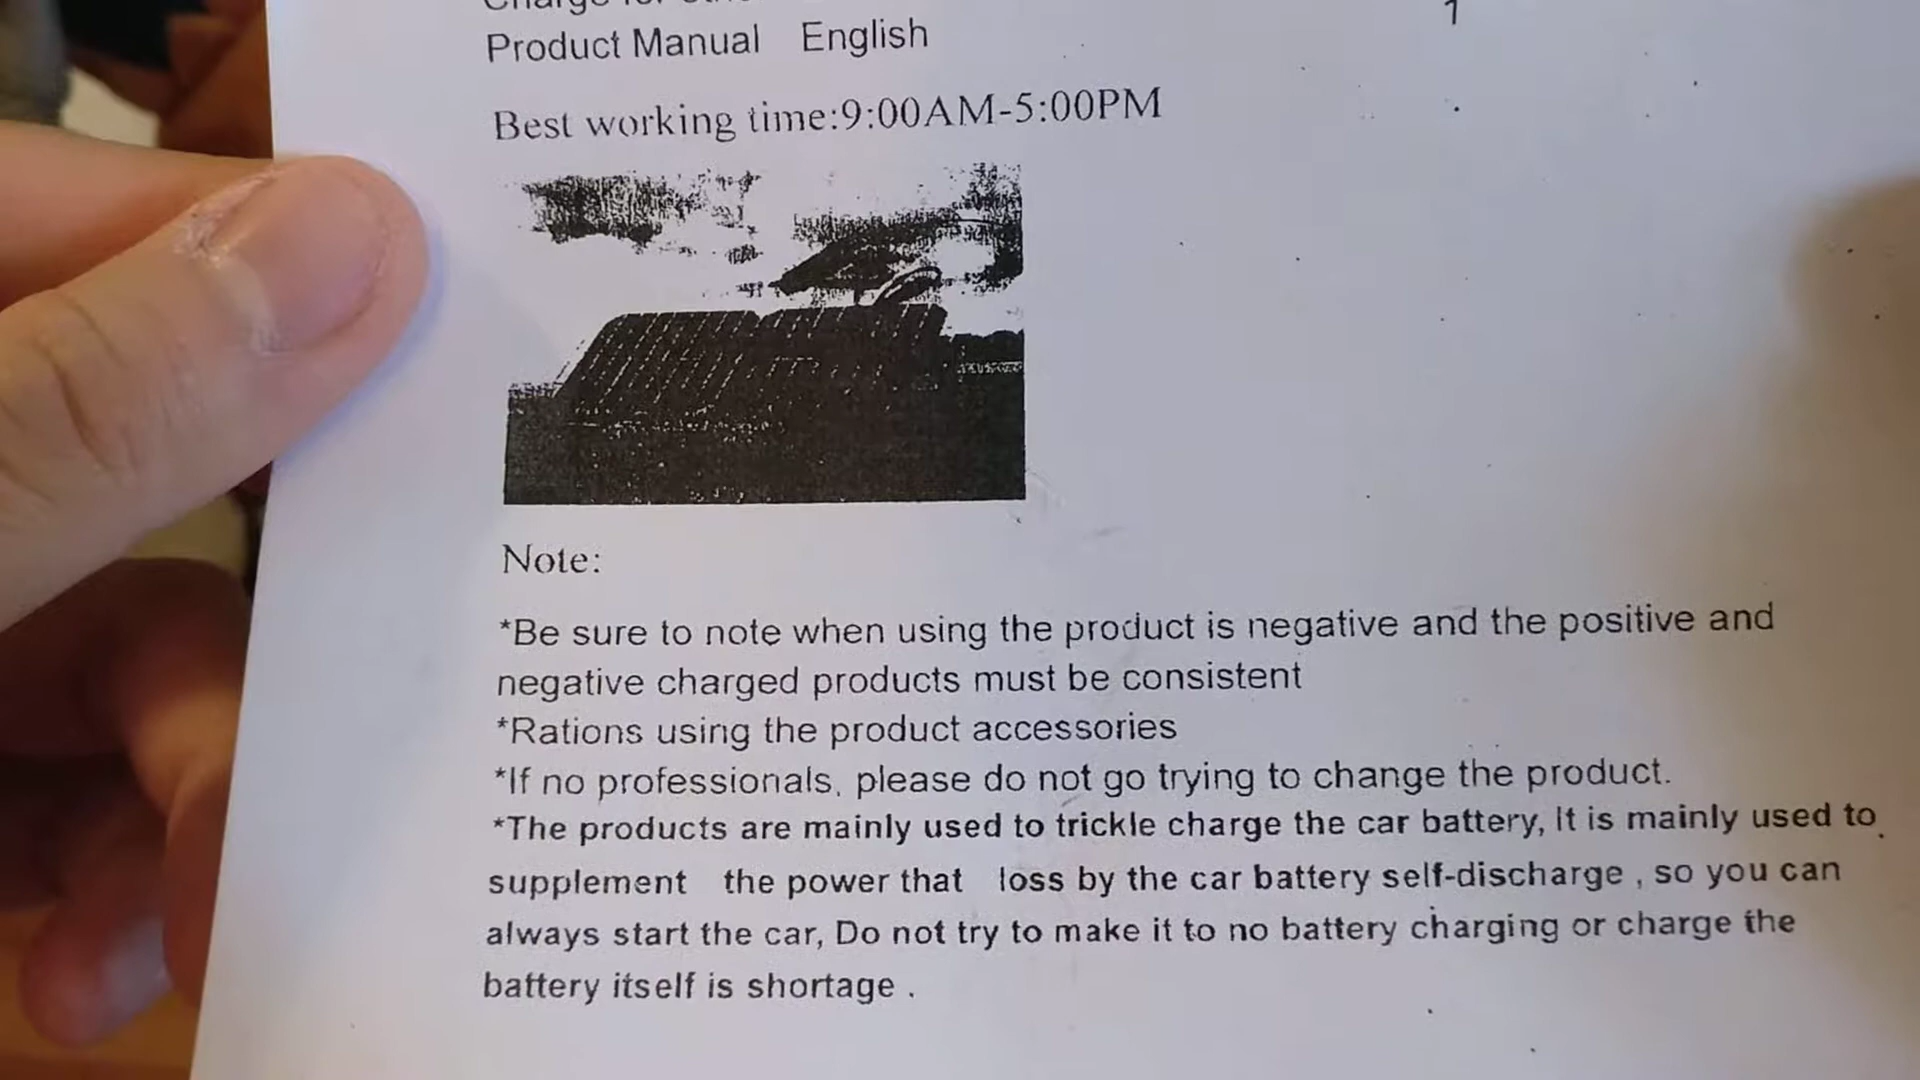 Charge for
Product Manual English
1
Best working time:9:00AM-5:00PM
Note:
*Be sure to note when using the product is negative and the positive and
negative charged products must be consistent
*Rations using the product accessories
*If no professionals, please do not go trying to change the product.
*The products are mainly used to trickle charge the car battery, It is mainly used to
supplement the power that loss by the car battery self-discharge , so you can
always start the car, Do not try to make it to no battery charging or charge the
battery itself is shortage .